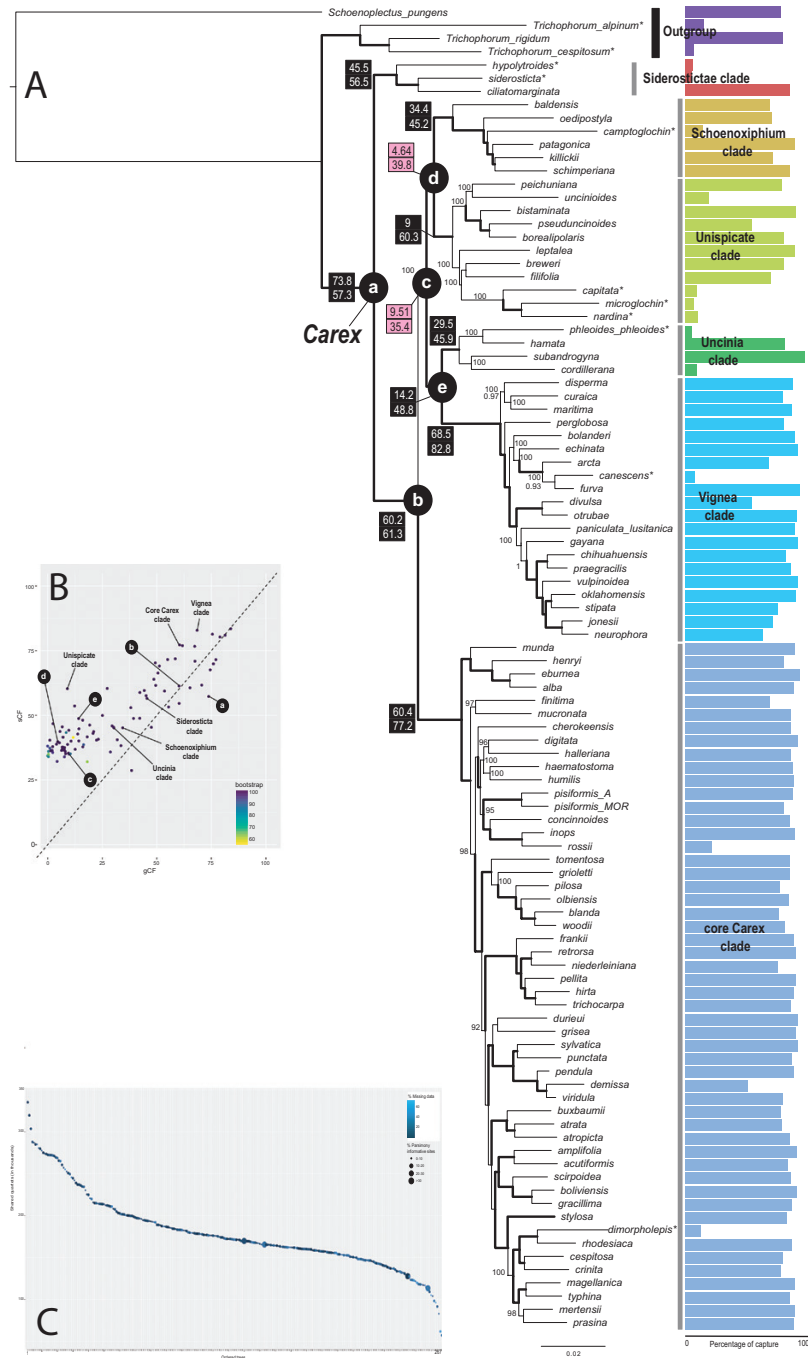 A
Schoenoplectus_pungens
Trichophorum_alpinum*
Trichophorum_rigidum
Trichophorum_cespitosum*
Outgroup
hypolytroides*
siderosticta*
ciliatomarginata
Siderostictae clade
45.5
56.5
baldensis
oedipostyla
camptoglochin*
patagonica
killickii
schimperiana
Schoenoxiphium
clade
34.4
45.2
4.64
39.8
d
peichuniana
uncinioides
bistaminata
pseuduncinoides
borealipolaris
leptalea
breweri
filifolia
capitata*
microglochin*
nardina*
Unispicate
clade
100
100
100
100
100
9
60.3
73.8
57.3
a
Carex
100
c
9.51
35.4
phleoides_phleoides*
hamata
subandrogyna
cordillerana
Uncinia
clade
29.5
45.9
100
100
14.2
48.8
e
68.5
82.8
disperma
curaica
maritima
perglobosa
bolanderi
echinata
arcta
canescens*
furva
divulsa
otrubae
paniculata_lusitanica
gayana
chihuahuensis
praegracilis
vulpinoidea
oklahomensis
stipata
jonesii
neurophora
Vignea
clade
100
0.97
100
100
100
100
0.93
100
1
b
60.2
61.3
60.4
77.2
munda
henryi
eburnea
alba
finitima
mucronata
cherokeensis
digitata
halleriana
haematostoma
humilis
pisiformis_A
pisiformis_MOR
concinnoides
inops
rossii
tomentosa
grioletti
pilosa
olbiensis
blanda
woodii
frankii
retrorsa
niederleiniana
pellita
hirta
trichocarpa
durieui
grisea
sylvatica
punctata
pendula
demissa
viridula
buxbaumii
atrata
atropicta
amplifolia
acutiformis
scirpoidea
boliviensis
gracillima
stylosa
dimorpholepis*
rhodesiaca
cespitosa
crinita
magellanica
typhina
mertensii
prasina
core Carex
clade
97
96
100
100
95
98
100
92
100
98
0.02
Percentage of capture
100
B
100
75
50
25
0
sCF
Core Carex
clade
Vignea
clade
b
Unispicate
clade
d
e
a
Siderosticta
clade
Schoenoxiphium
clade
Uncinia
clade
c
bootstrap
100
90
80
70
60
0
25
50
75
100
gCF
C
% Missing data
% Parsimony
informative sites